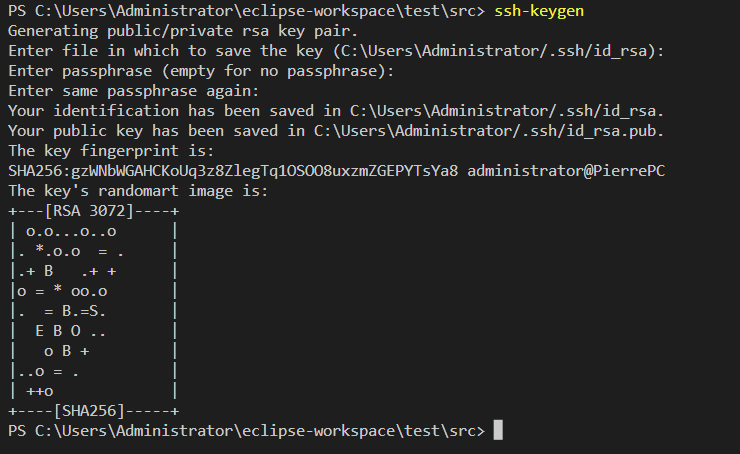 PS C:\Users\Administrator\eclipse-workspace\test\src> ssh-keygen
Generating public/private rsa key pair.
Enter file in which to save the key (C:\Users\Administrator/.ssh/id_rsa):
Enter passphrase (empty for no passphrase):
Enter same passphrase again:
Your identification has been saved in C:\Users\Administrator/.ssh/id_rsa.
Your public key has been saved in C:\Users\Administrator/.ssh/id_rsa.pub.
The key fingerprint is:
SHA256:gzWNbWGAHCKoUq3z8ZlegTq1OSOO8uxzmZGEPYTsYa8 administrator@PierrePC
The key's randomart image is:
+---[RSA 3072]----+
| o.o...o..o      |
|. *.o.o  = .     |
|.+ B   .+ +      |
|o = * oo.o       |
|.  = B.=S.       |
|  E B O ..       |
|   o B +         |
|..o = .          |
| ++o             |
+----[SHA256]-----+
PS C:\Users\Administrator\eclipse-workspace\test\src>